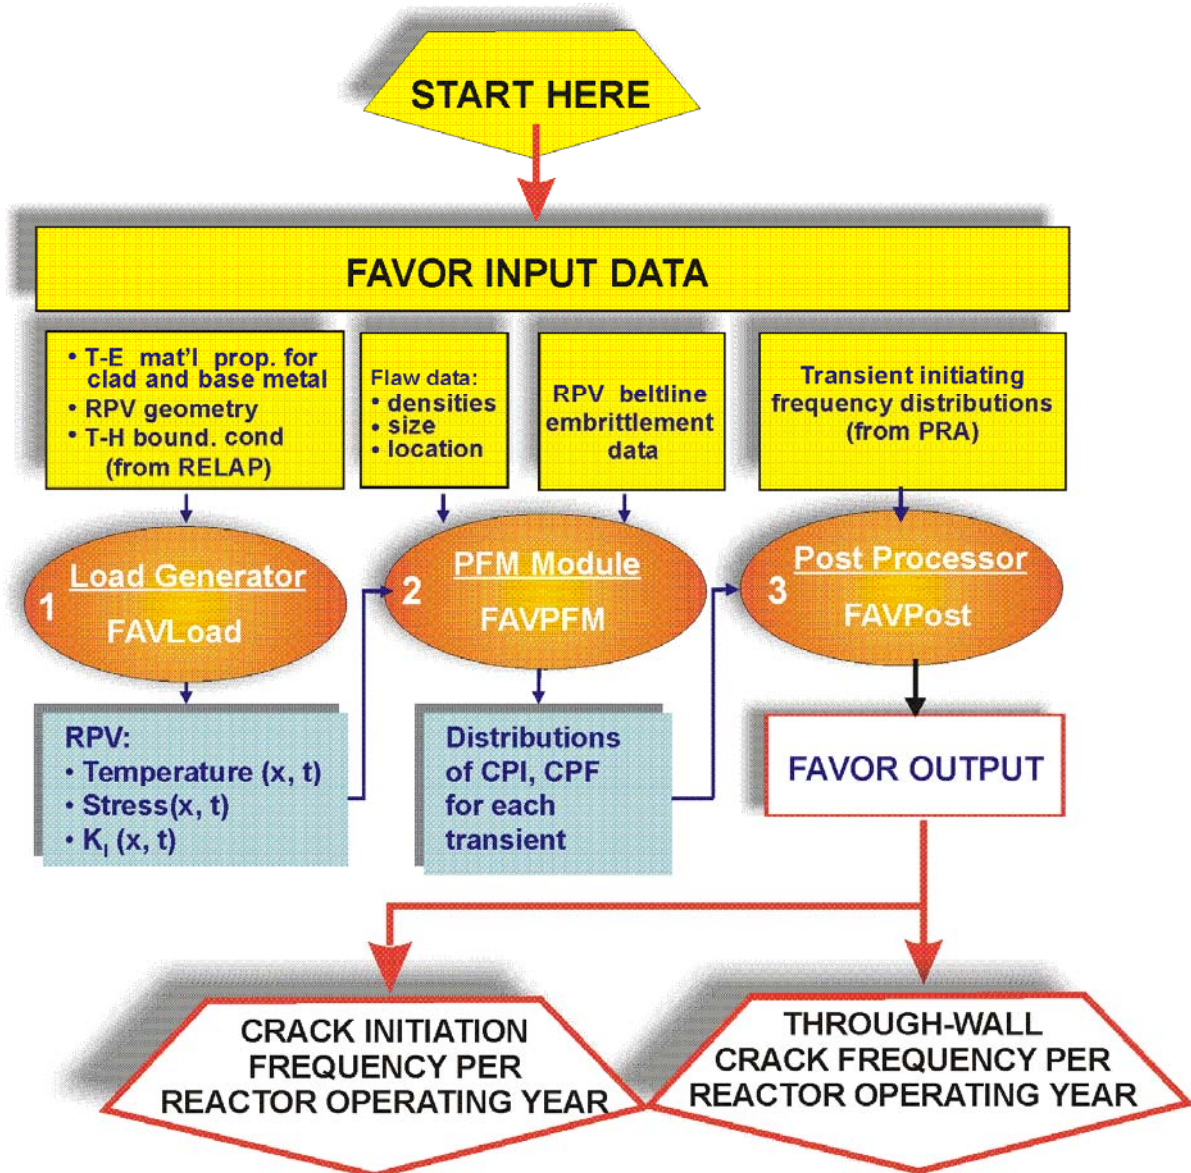 START HERE
FAVOR INPUT DATA
• T-E mat'l prop. for
clad and base metal
• RPV geometry
• T-H bound. cond
(from RELAP)
Flaw data:
• densities
• size
• location
RPV beltline
embrittlement
data
Transient initiating
frequency distributions
(from PRA)
1
Load Generator
FAVLoad
2
PFM Module
FAVPFM
3
Post Processor
FAVPost
RPV:
• Temperature (x, t)
• Stress(x, t)
• K_I (x, t)
Distributions
of CPI, CPF
for each
transient
FAVOR OUTPUT
CRACK INITIATION
FREQUENCY PER
REACTOR OPERATING YEAR
THROUGH-WALL
CRACK FREQUENCY PER
REACTOR OPERATING YEAR